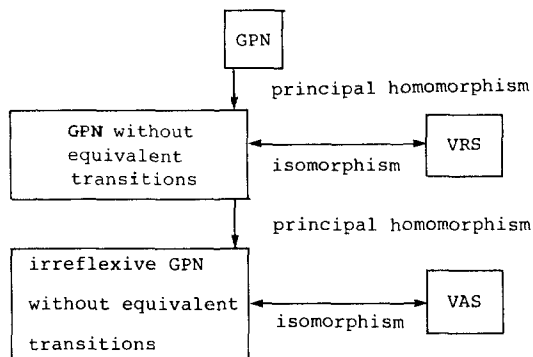 GPN
principal homomorphism
GPN without
equivalent
transitions
isomorphism
VRS
principal homomorphism
irreflexive GPN
without equivalent
transitions
isomorphism
VAS